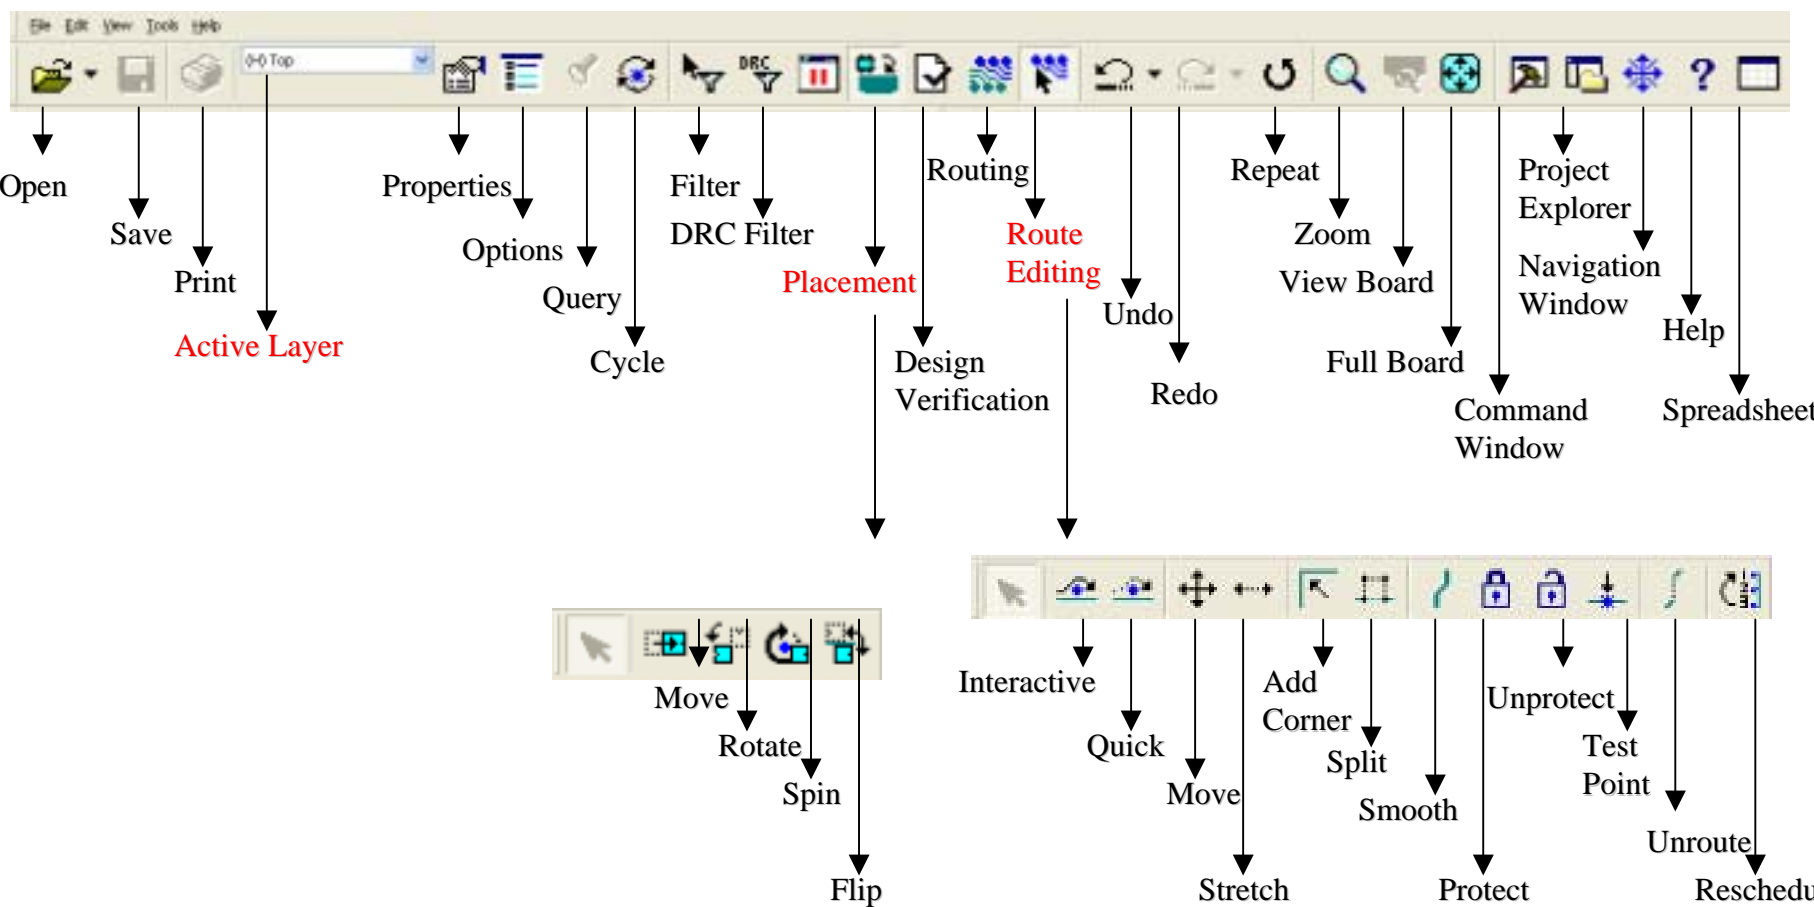 File Edit View Tools Help
(H) Top
DRC
Open
Save
Print
Active Layer
Properties
Options
Query
Cycle
Filter
DRC Filter
Placement
Design
Verification
Routing
Route
Editing
Undo
Redo
Repeat
Zoom
View Board
Full Board
Command
Window
Project
Explorer
Navigation
Window
Help
Spreadsheet
Move
Rotate
Spin
Flip
Interactive
Quick
Move
Stretch
Add
Corner
Split
Smooth
Protect
Unprotect
Test
Point
Unroute
Reschedu